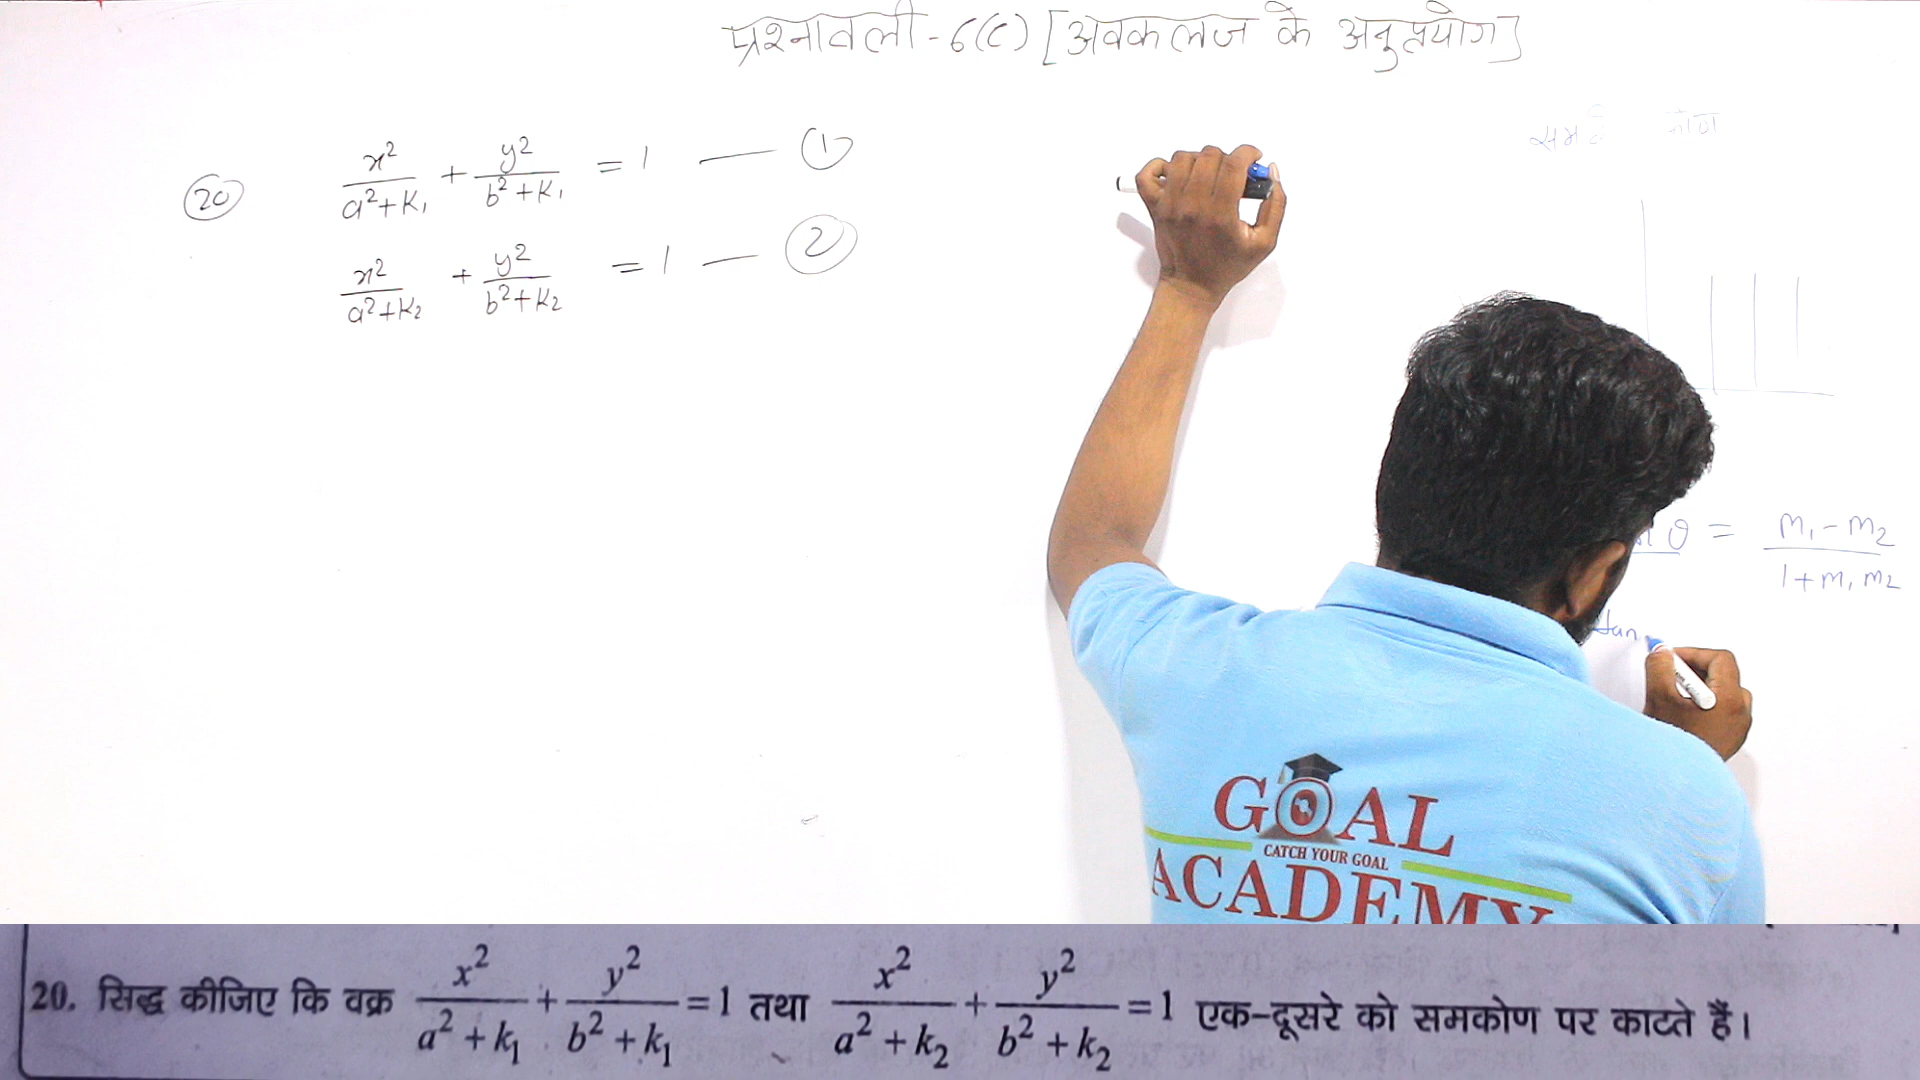 प्रश्नावली-6(c) [अवकलज के अनुप्रयोग]
20 x²/(a²+K₁) + y²/(b²+K₁) = 1 — 1
x²/(a²+K₂) + y²/(b²+K₂) = 1 — 2
θ = (m₁-m₂)/(1+m₁m₂)
tan
GOAL
CATCH YOUR GOAL
ACADEMY
20. सिद्ध कीजिए कि वक्र x²/(a²+k₁) + y²/(b²+k₁) = 1 तथा x²/(a²+k₂) + y²/(b²+k₂) = 1 एक-दूसरे को समकोण पर काटते हैं।